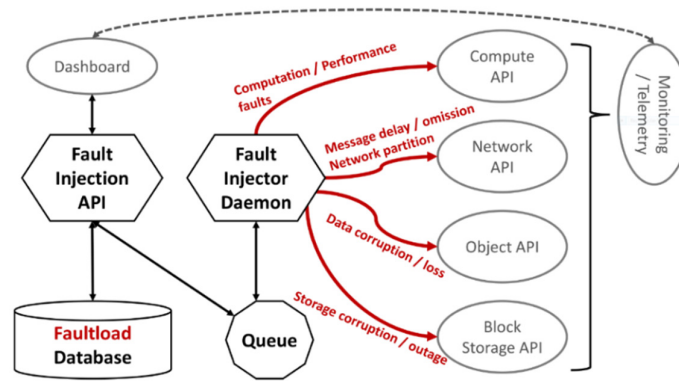 Dashboard
Computation / Performance
faults
Compute
API
Monitoring
/ Telemetry
Fault
Injection
API
Fault
Injector
Daemon
Message delay / omission
Network partition
Network
API
Data corruption / loss
Object API
Faultload
Database
Queue
Storage corruption / outage
Block
Storage API